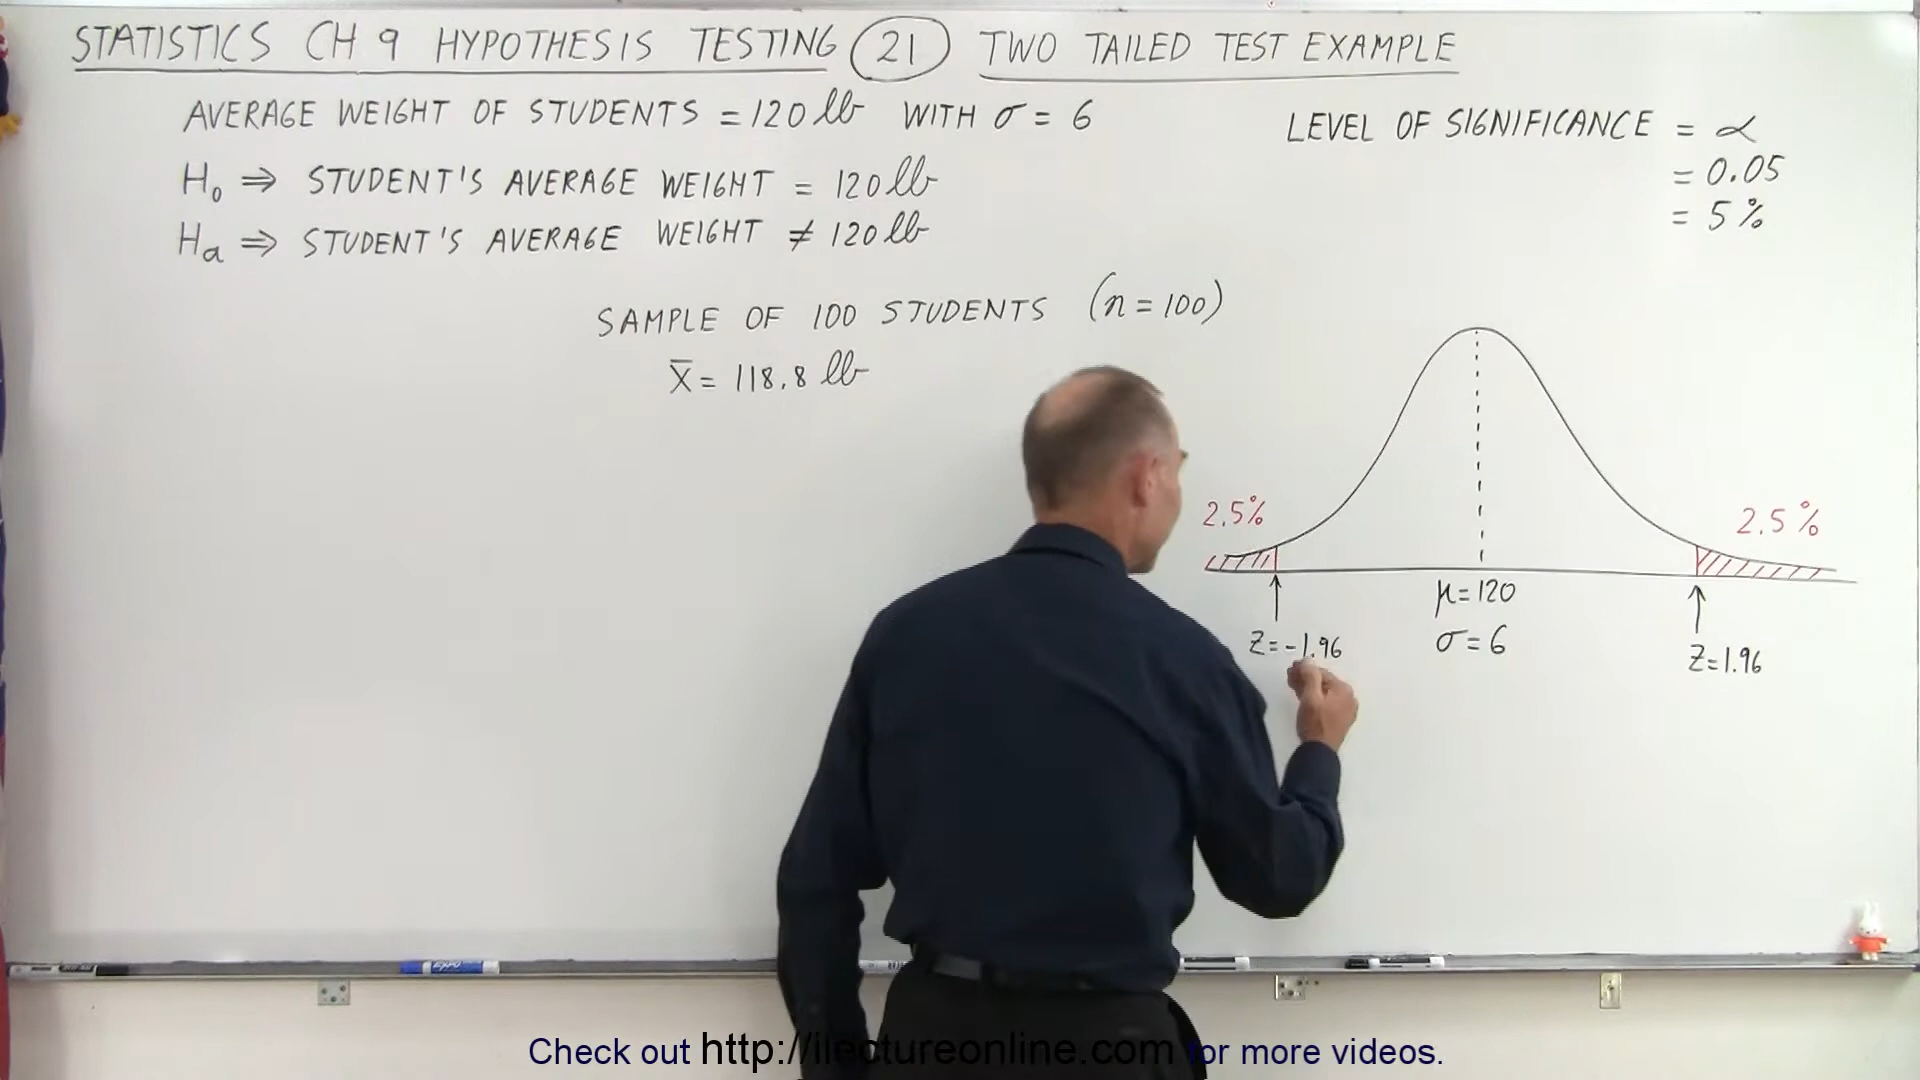 STATISTICS CH 9 HYPOTHESIS TESTING 21 TWO TAILED TEST EXAMPLE
AVERAGE WEIGHT OF STUDENTS = 120 lb WITH σ = 6
H₀ ⇒ STUDENT'S AVERAGE WEIGHT = 120 lb
Hₐ ⇒ STUDENT'S AVERAGE WEIGHT ≠ 120 lb
LEVEL OF SIGNIFICANCE = α
= 0.05
= 5 %
SAMPLE OF 100 STUDENTS (n = 100)
x̄ = 118.8 lb
2.5%
2.5 %
μ = 120
σ = 6
Z = -1.96
Z = 1.96
EXPO
Check out http://ilectureonline.com for more videos.